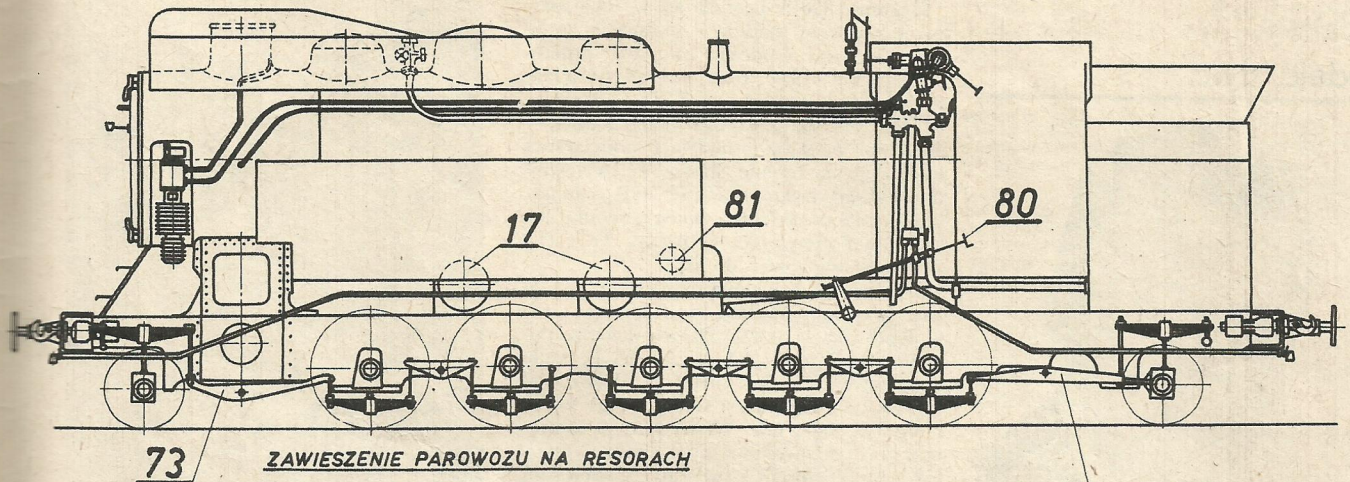 81
80
17
73
ZAWIESZENIE PAROWOZU NA RESORACH